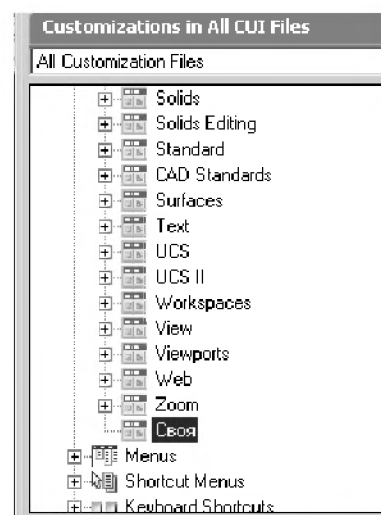 Customizations in All CUI Files
All Customization Files
Solids
Solids Editing
Standard
CAD Standards
Surfaces
Text
UCS
UCS II
Workspaces
View
Viewports
Web
Zoom
Своя
Menus
Shortcut Menus
Keyboard Shortcuts